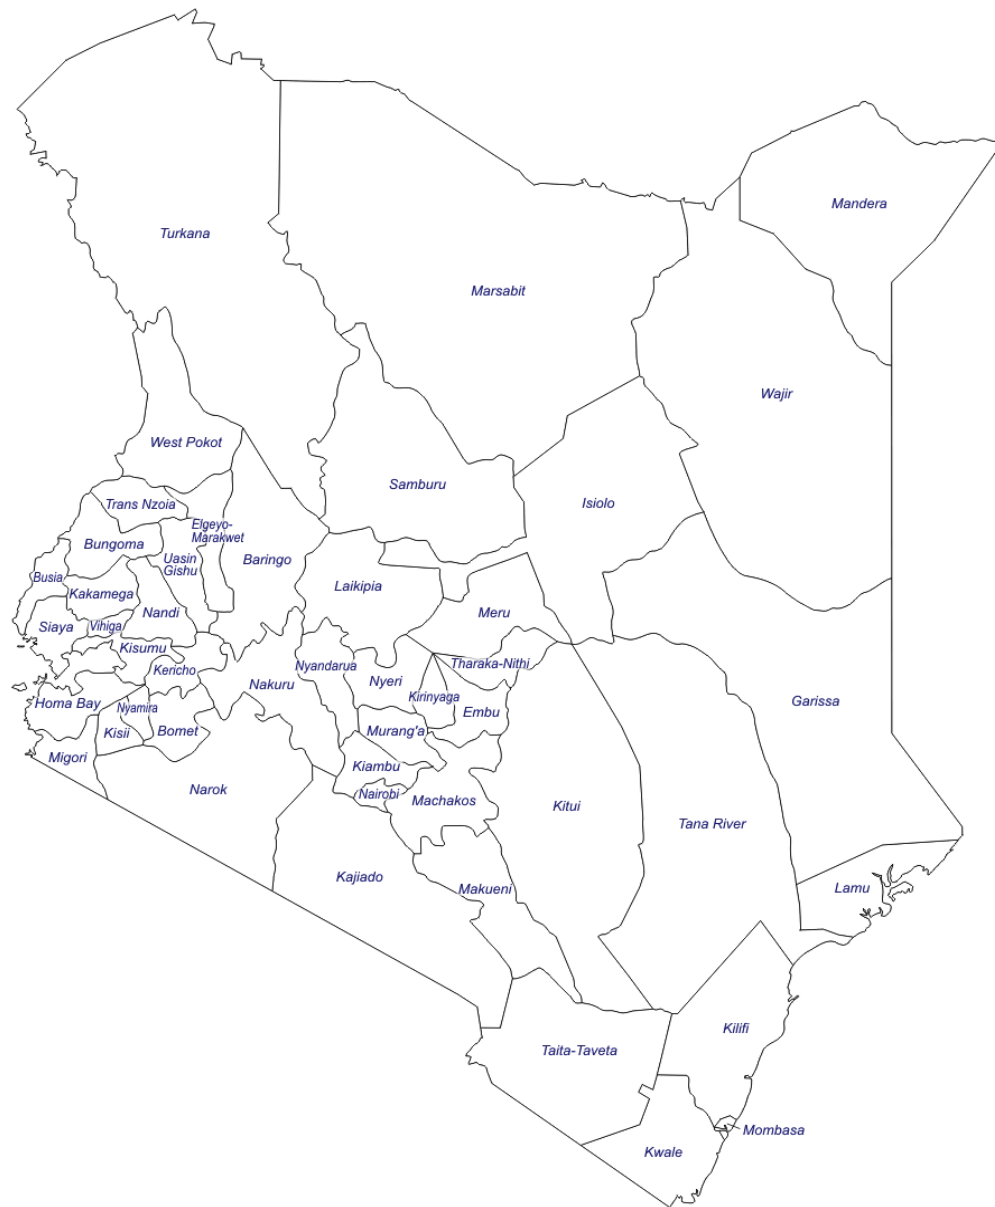 Mandera
Turkana
Marsabit
Wajir
West Pokot
Samburu
Trans Nzoia
Isiolo
Elgeyo-
Marakwet
Bungoma
Uasin
Gishu
Baringo
Busia
Laikipia
Kakamega
Nandi
Meru
Siaya
Vihiga
Kisumu
Kericho
Nyandarua
Tharaka-Nithi
Nakuru
Nyeri
Kirinyaga
Homa Bay
Nyamira
Garissa
Embu
Kisii
Bomet
Murang'a
Migori
Kiambu
Narok
Nairobi
Machakos
Kitui
Tana River
Kajiado
Makueni
Lamu
Kilifi
Taita-Taveta
Mombasa
Kwale